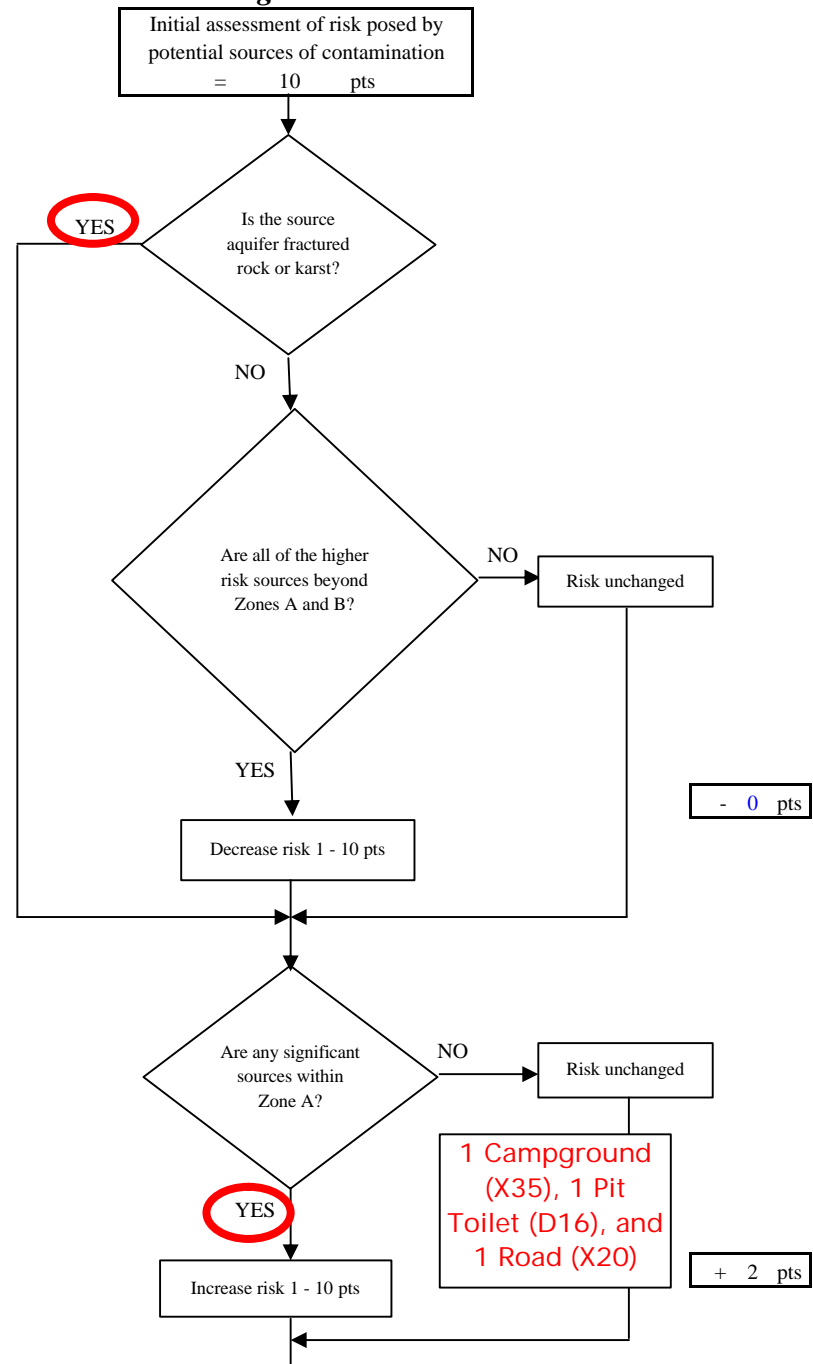 Initial assessment of risk posed by
potential sources of contamination
= 10 pts
YES
Is the source
aquifer fractured
rock or karst?
NO
Are all of the higher
risk sources beyond
Zones A and B?
NO
Risk unchanged
YES
- 0 pts
Decrease risk 1 - 10 pts
Are any significant
sources within
Zone A?
NO
Risk unchanged
1 Campground
(X35), 1 Pit
Toilet (D16), and
1 Road (X20)
YES
+ 2 pts
Increase risk 1 - 10 pts